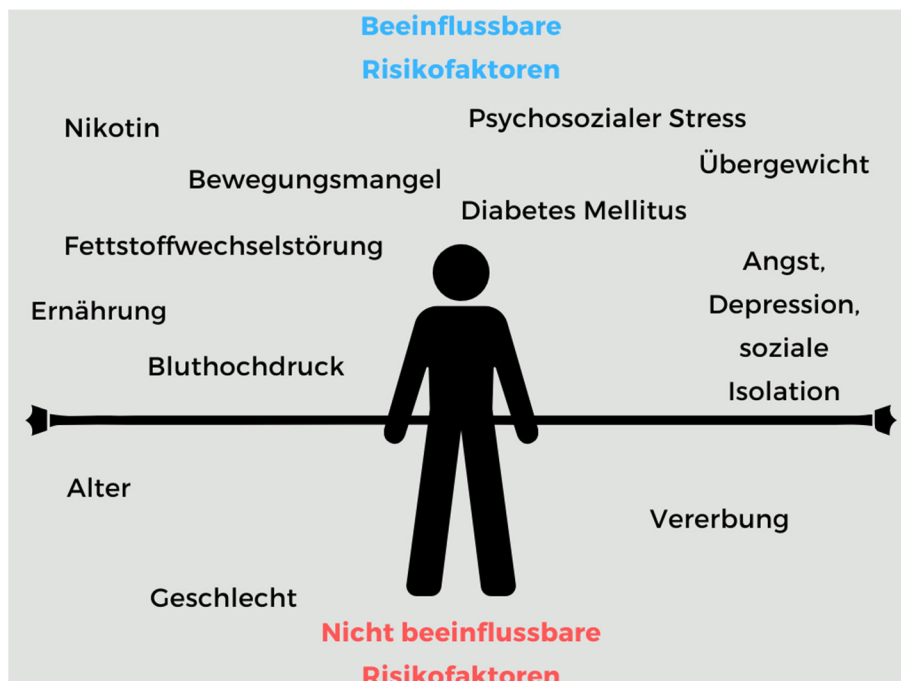 Beeinflussbare
Risikofaktoren
Nikotin
Psychosozialer Stress
Übergewicht
Bewegungsmangel
Diabetes Mellitus
Fettstoffwechselstörung
Angst,
Depression,
soziale
Isolation
Ernährung
Bluthochdruck
Alter
Vererbung
Geschlecht
Nicht beeinflussbare
Risikofaktoren